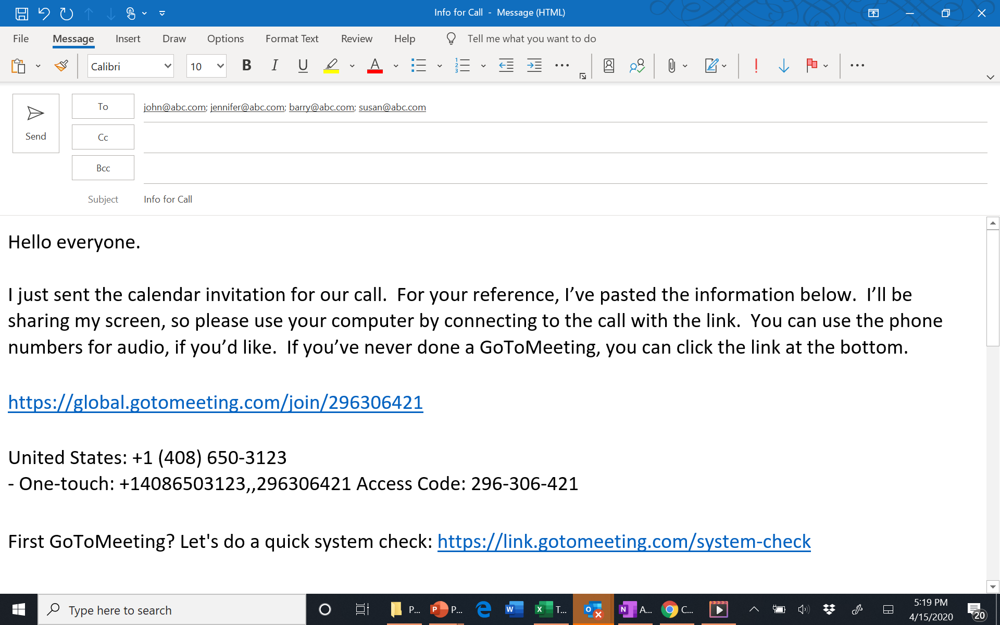 Info for Call - Message (HTML)
File Message Insert Draw Options Format Text Review Help Tell me what you want to do
Calibri 10 B I U A
Send
To john@abc.com; jennifer@abc.com; barry@abc.com; susan@abc.com
Cc
Bcc
Subject Info for Call
Hello everyone.
I just sent the calendar invitation for our call.  For your reference, I’ve pasted the information below.  I’ll be
sharing my screen, so please use your computer by connecting to the call with the link.  You can use the phone
numbers for audio, if you’d like.  If you’ve never done a GoToMeeting, you can click the link at the bottom.
https://global.gotomeeting.com/join/296306421
United States: +1 (408) 650-3123
- One-touch: +14086503123,,296306421 Access Code: 296-306-421
First GoToMeeting? Let's do a quick system check: https://link.gotomeeting.com/system-check
Type here to search P... P... T... A... C... 5:19 PM
4/15/2020 20